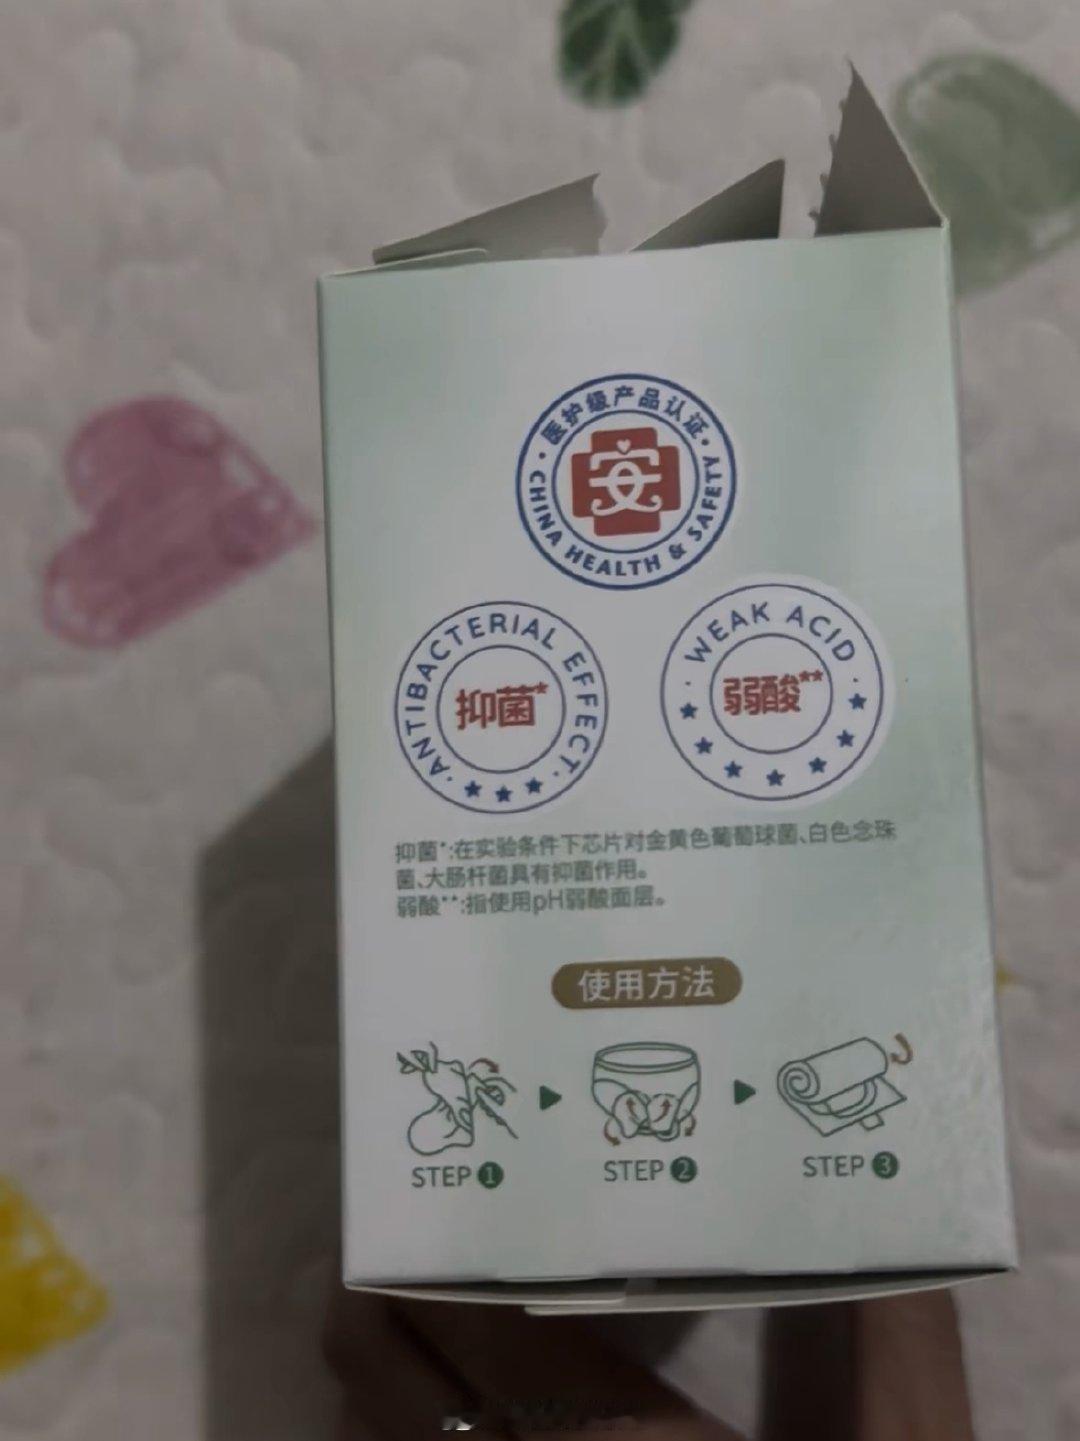 医护级产品认证
安
CHINA HEALTH & SAFETY
ANTIBACTERIAL EFFECT
抑菌*
WEAK ACID
弱酸**
抑菌*:在实验条件下芯片对金黄色葡萄球菌、白色念珠
菌、大肠杆菌具有抑菌作用。
弱酸**:指使用pH弱酸面层。
使用方法
STEP 1
STEP 2
STEP 3